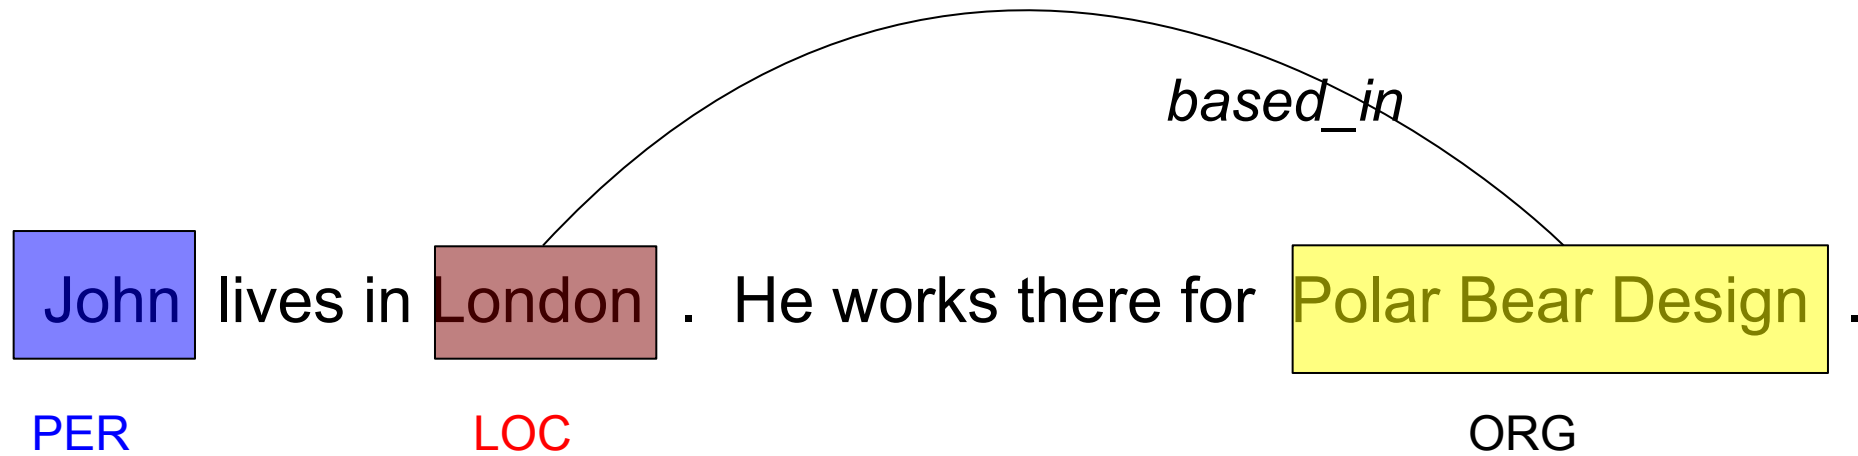 based_in
John lives in London . He works there for Polar Bear Design .
PER LOC ORG